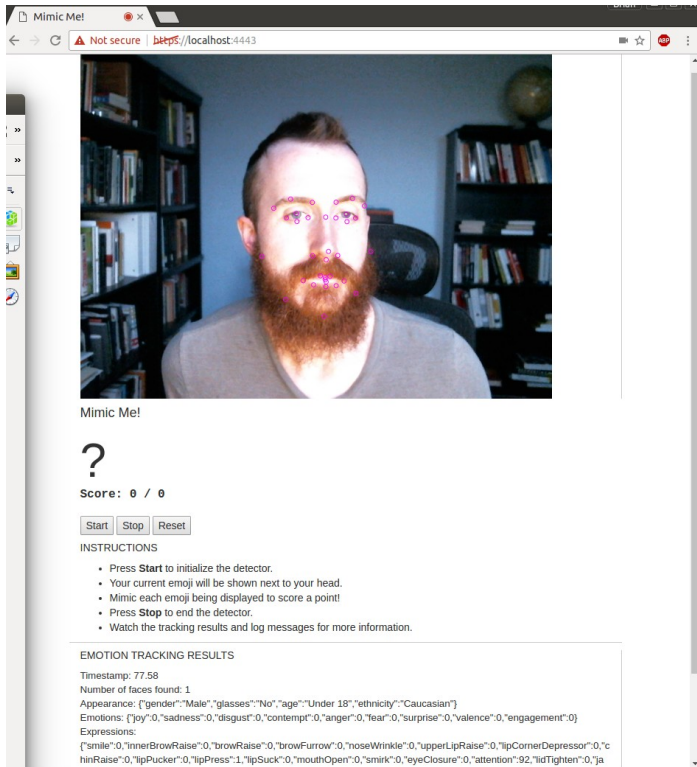 Mimic Me!
Not secure | https://localhost:4443
ABP
Mimic Me!
?
Score: 0 / 0
Start Stop Reset
INSTRUCTIONS
• Press Start to initialize the detector.
• Your current emoji will be shown next to your head.
• Mimic each emoji being displayed to score a point!
• Press Stop to end the detector.
• Watch the tracking results and log messages for more information.
EMOTION TRACKING RESULTS
Timestamp: 77.58
Number of faces found: 1
Appearance: {"gender":"Male","glasses":"No","age":"Under 18","ethnicity":"Caucasian"}
Emotions: {"joy":0,"sadness":0,"disgust":0,"contempt":0,"anger":0,"fear":0,"surprise":0,"valence":0,"engagement":0}
Expressions:
{"smile":0,"innerBrowRaise":0,"browRaise":0,"browFurrow":0,"noseWrinkle":0,"upperLipRaise":0,"lipCornerDepressor":0,"c
hinRaise":0,"lipPucker":0,"lipPress":1,"lipSuck":0,"mouthOpen":0,"smirk":0,"eyeClosure":0,"attention":92,"lidTighten":0,"ja